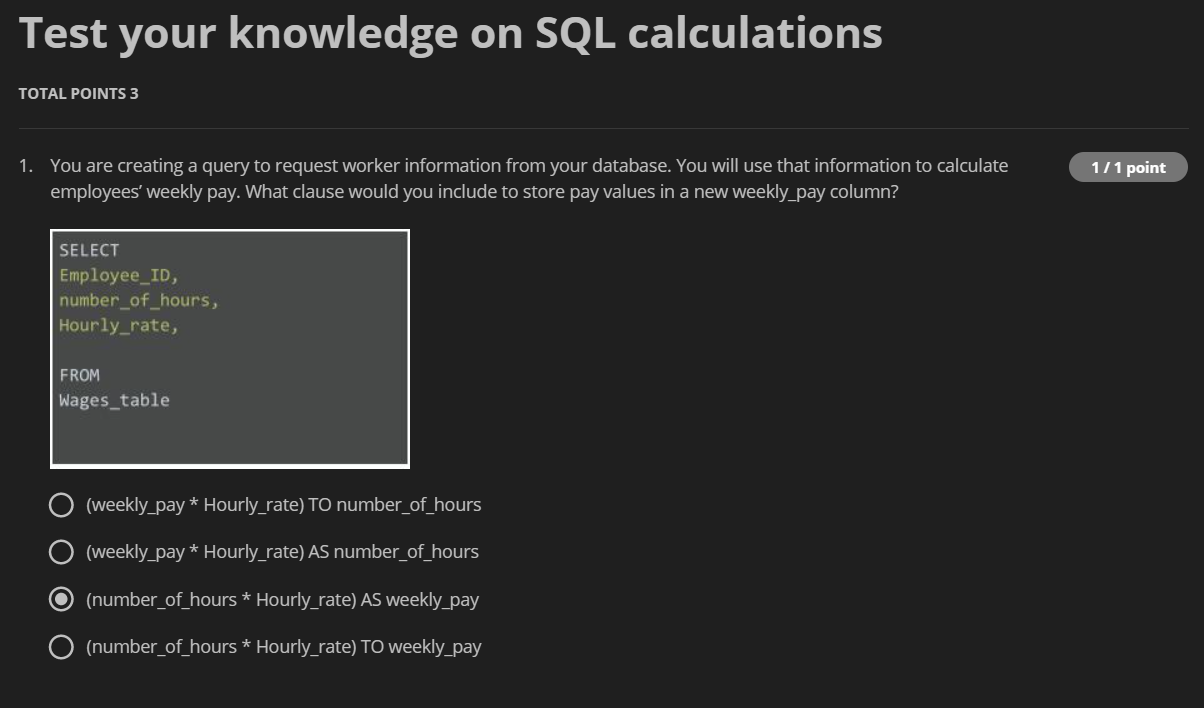 Test your knowledge on SQL calculations
TOTAL POINTS 3
1. You are creating a query to request worker information from your database. You will use that information to calculate
employees’ weekly pay. What clause would you include to store pay values in a new weekly_pay column?
1 / 1 point
SELECT
Employee_ID,
number_of_hours,
Hourly_rate,
FROM
Wages_table
(weekly_pay * Hourly_rate) TO number_of_hours
(weekly_pay * Hourly_rate) AS number_of_hours
(number_of_hours * Hourly_rate) AS weekly_pay
(number_of_hours * Hourly_rate) TO weekly_pay